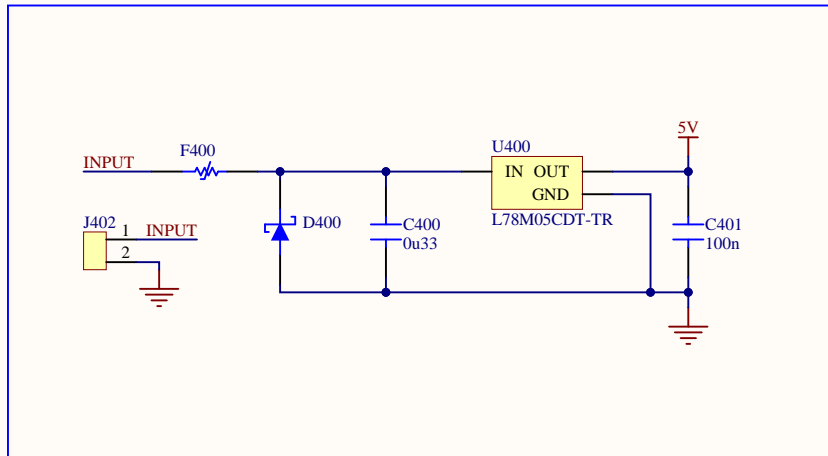 5V
F400
U400
INPUT
IN OUT
GND
J402
1 INPUT
2
D400
C400
0u33
L78M05CDT-TR
C401
100n